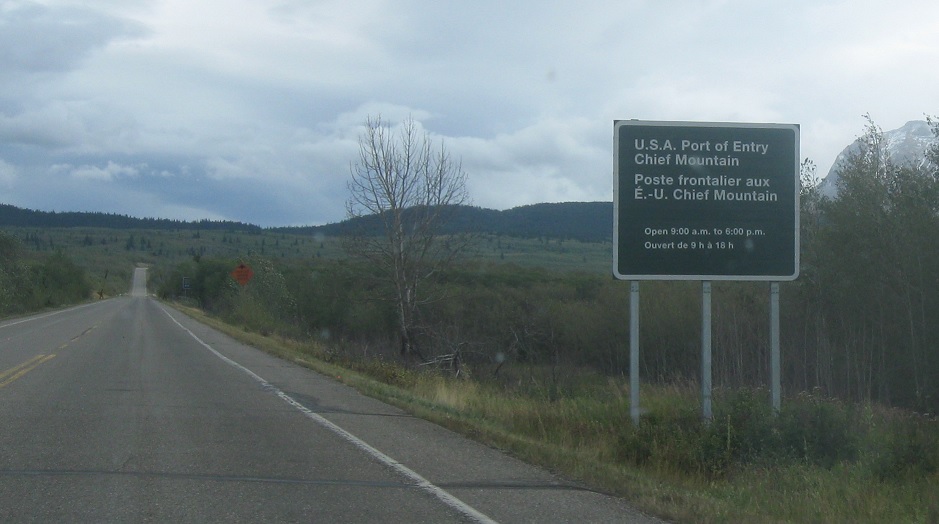 U.S.A. Port of Entry
Chief Mountain
Poste frontalier aux
É.-U. Chief Mountain
Open 9:00 a.m. to 6:00 p.m.
Ouvert de 9 h à 18 h